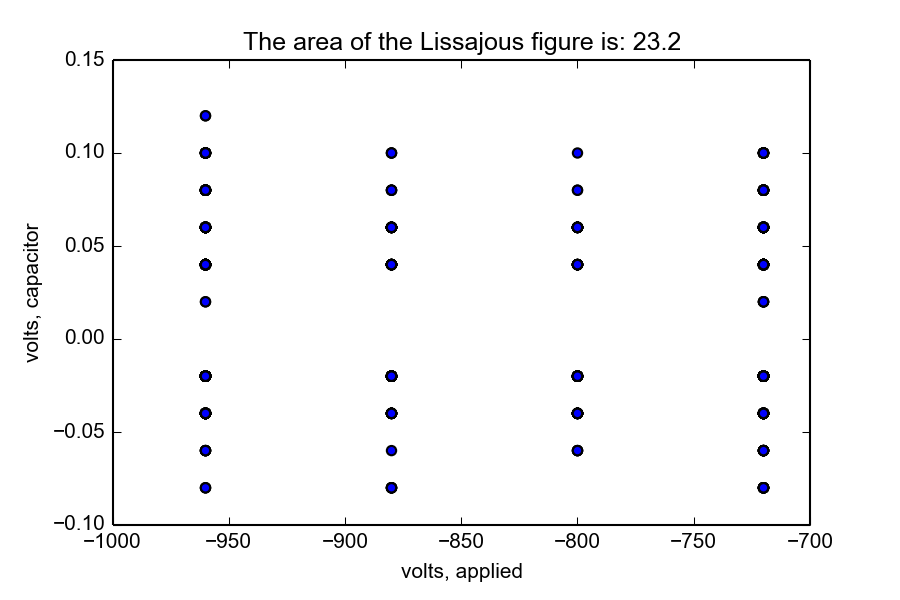 The area of the Lissajous figure is: 23.2
0.15
0.10
0.05
0.00
−0.05
−0.10
volts, capacitor
−1000 −950 −900 −850 −800 −750 −700
volts, applied